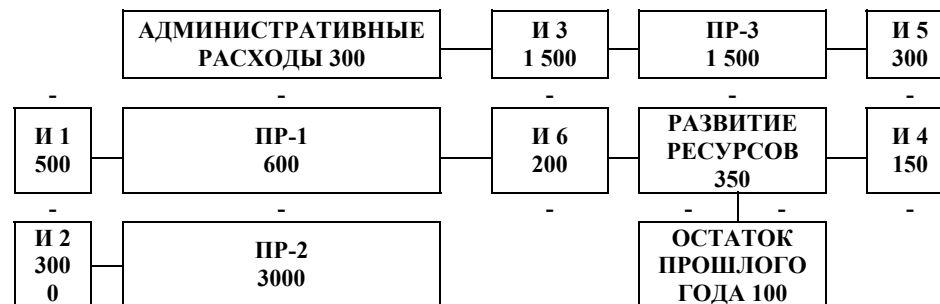 АДМИНИСТРАТИВНЫЕ
РАСХОДЫ 300
И 3
1 500
ПР-3
1 500
И 5
300
- - - - -
И 1
500
ПР-1
600
И 6
200
РАЗВИТИЕ
РЕСУРСОВ
350
И 4
150
- - - - - -
И 2
300
0
ПР-2
3000
ОСТАТОК
ПРОШЛОГО
ГОДА 100